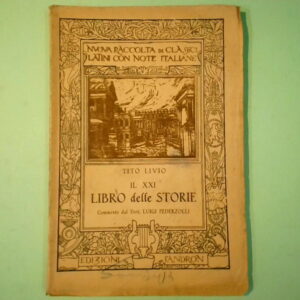 NUOVA RACCOLTA DI CLASSICI
LATINI CON NOTE ITALIANE
TITO LIVIO
IL XXI
LIBRO delle STORIE
Commento del Prof. LUIGI PEDERZOLLI
EDIZIONI SANDRON